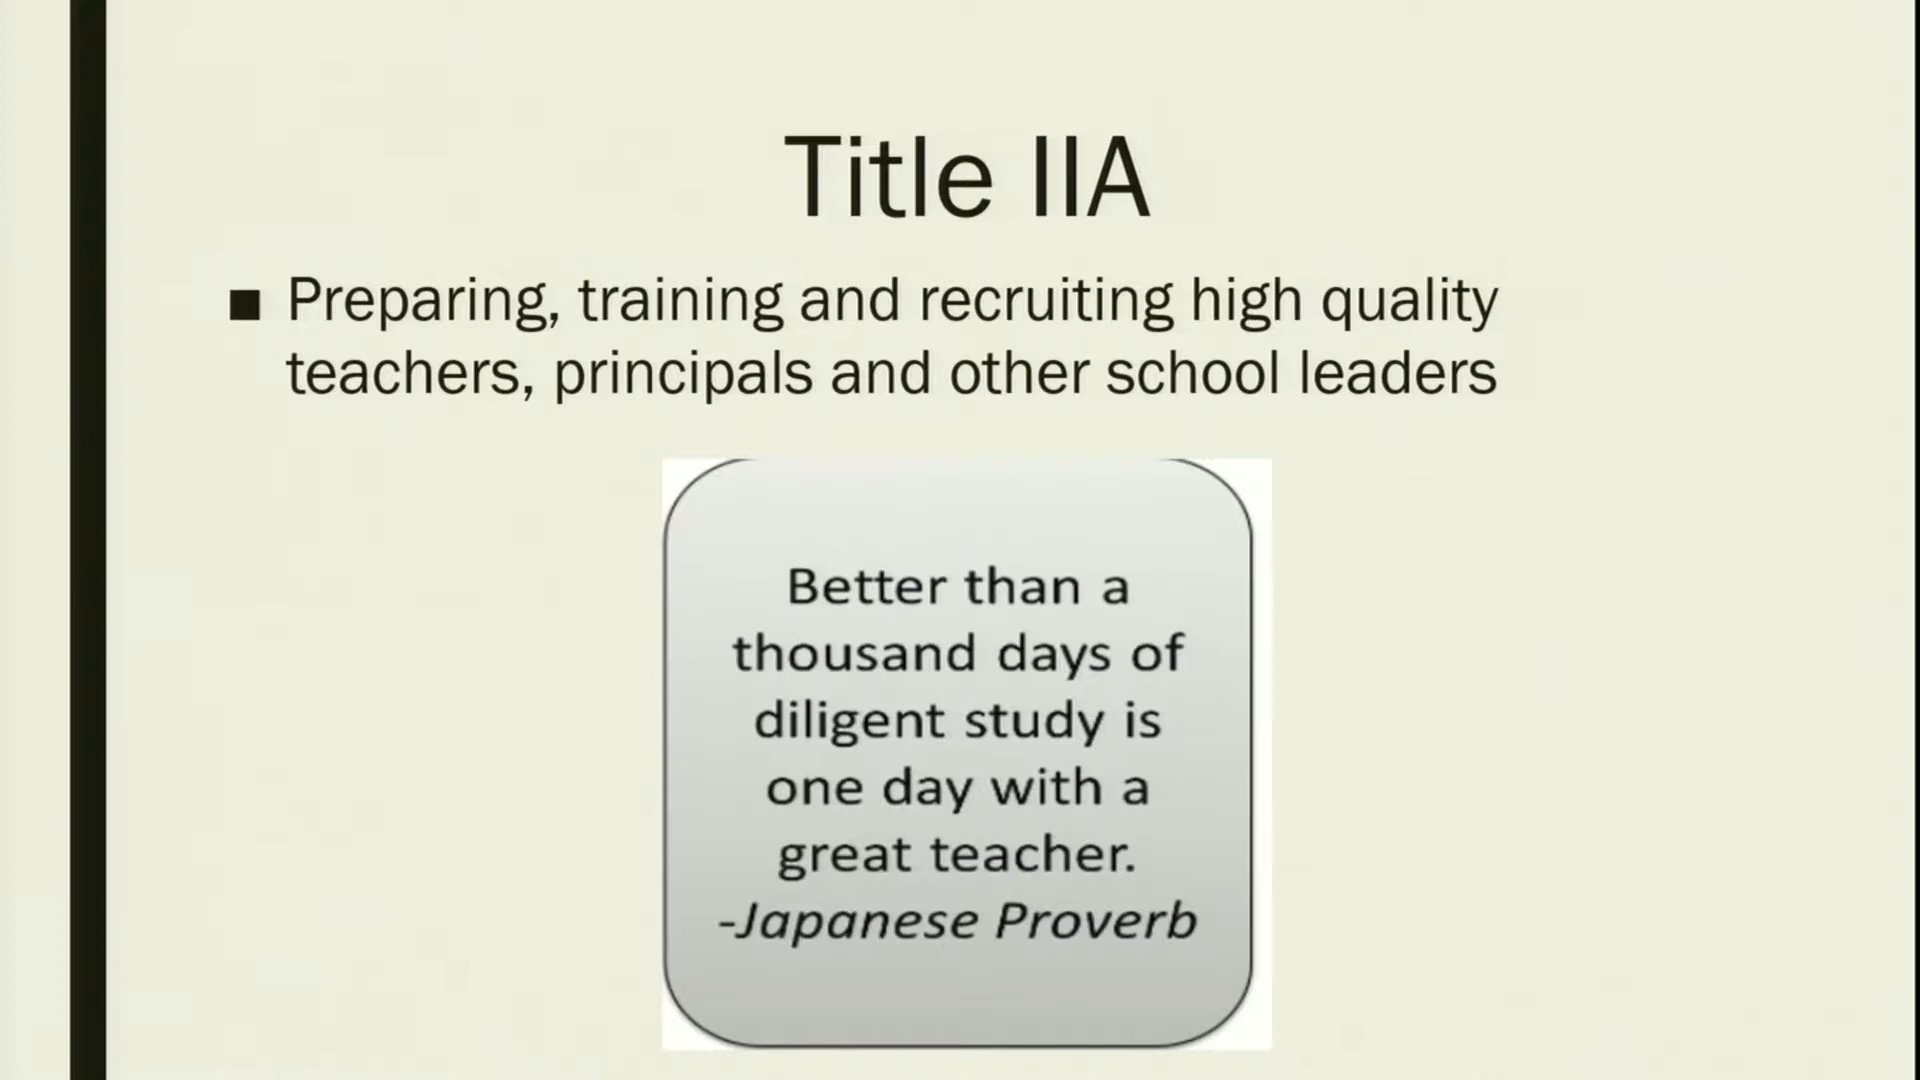 Title IIA
■ Preparing, training and recruiting high quality
teachers, principals and other school leaders
Better than a
thousand days of
diligent study is
one day with a
great teacher.
-Japanese Proverb